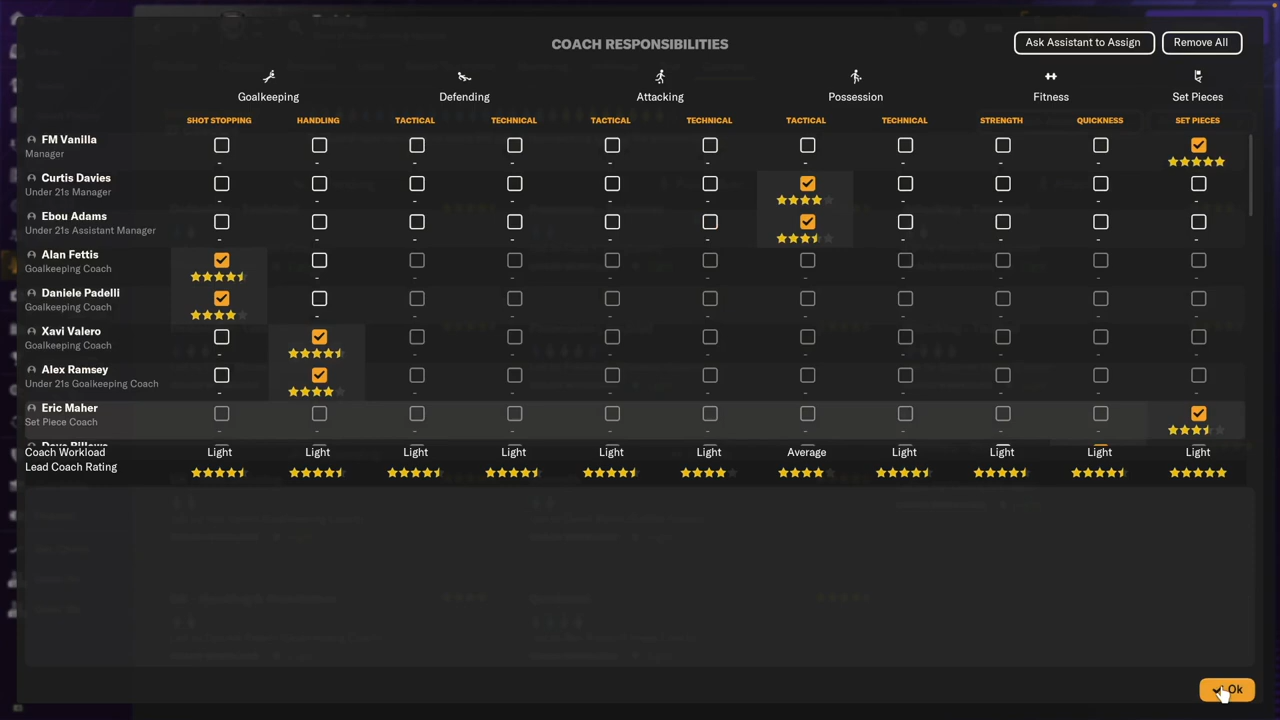 COACH RESPONSIBILITIES
Ask Assistant to Assign
Remove All
Goalkeeping Defending Attacking Possession Fitness Set Pieces
SHOT STOPPING HANDLING TACTICAL TECHNICAL TACTICAL TECHNICAL TACTICAL TECHNICAL STRENGTH QUICKNESS SET PIECES
FM Vanilla
Manager
Curtis Davies
Under 21s Manager
Ebou Adams
Under 21s Assistant Manager
Alan Fettis
Goalkeeping Coach
Daniele Padelli
Goalkeeping Coach
Xavi Valero
Goalkeeping Coach
Alex Ramsey
Under 21s Goalkeeping Coach
Eric Maher
Set Piece Coach
Coach Workload Light Light Light Light Light Light Average Light Light Light Light
Lead Coach Rating
Ok